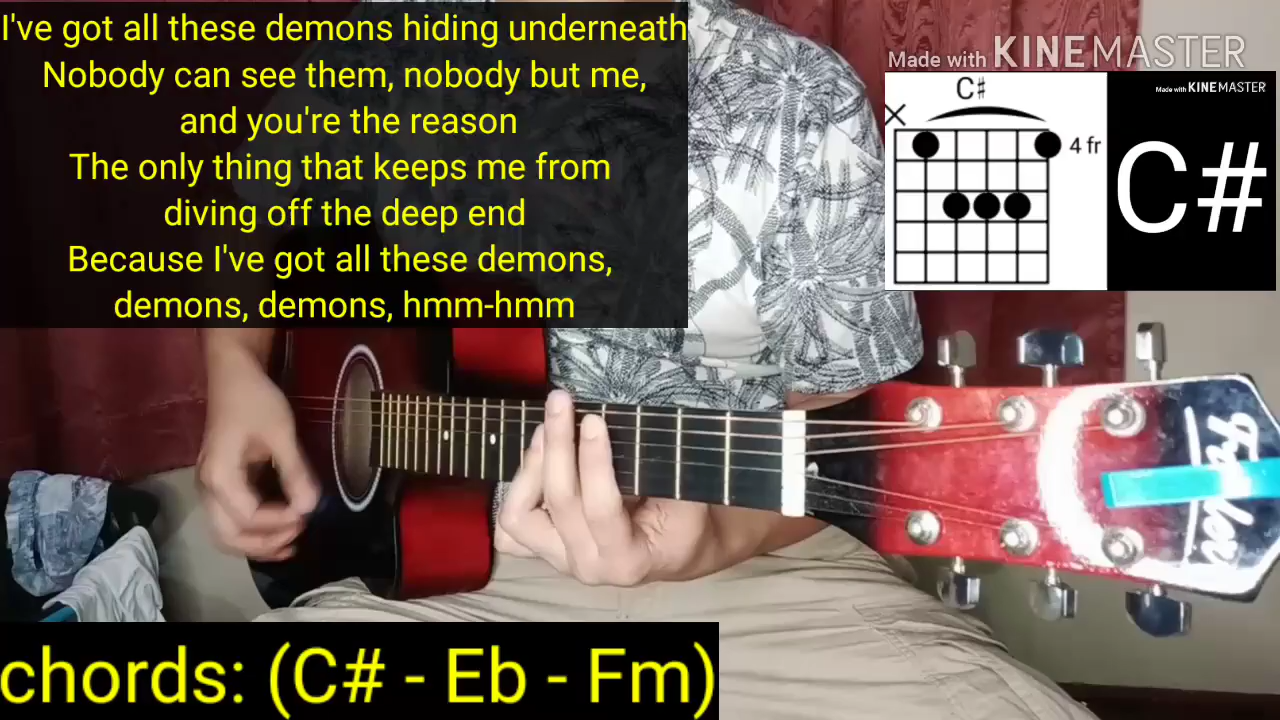 I've got all these demons hiding underneath
Nobody can see them, nobody but me,
and you're the reason
The only thing that keeps me from
diving off the deep end
Because I've got all these demons,
demons, demons, hmm-hmm
Made with KINEMASTER
Made with KINEMASTER
C#
X
4 fr
C#
chords: (C# - Eb - Fm)